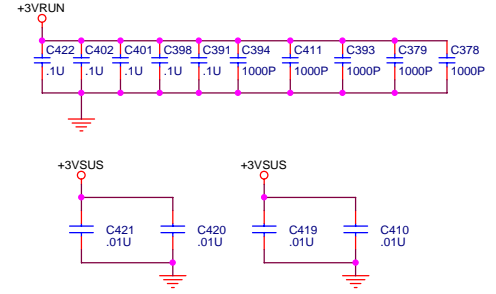 +3VRUN
C422 C402 C401 C398 C391 C394 C411 C393 C379 C378
.1U .1U .1U .1U .1U 1000P 1000P 1000P 1000P 1000P
+3VSUS +3VSUS
C421 C420 C419 C410
.01U .01U .01U .01U